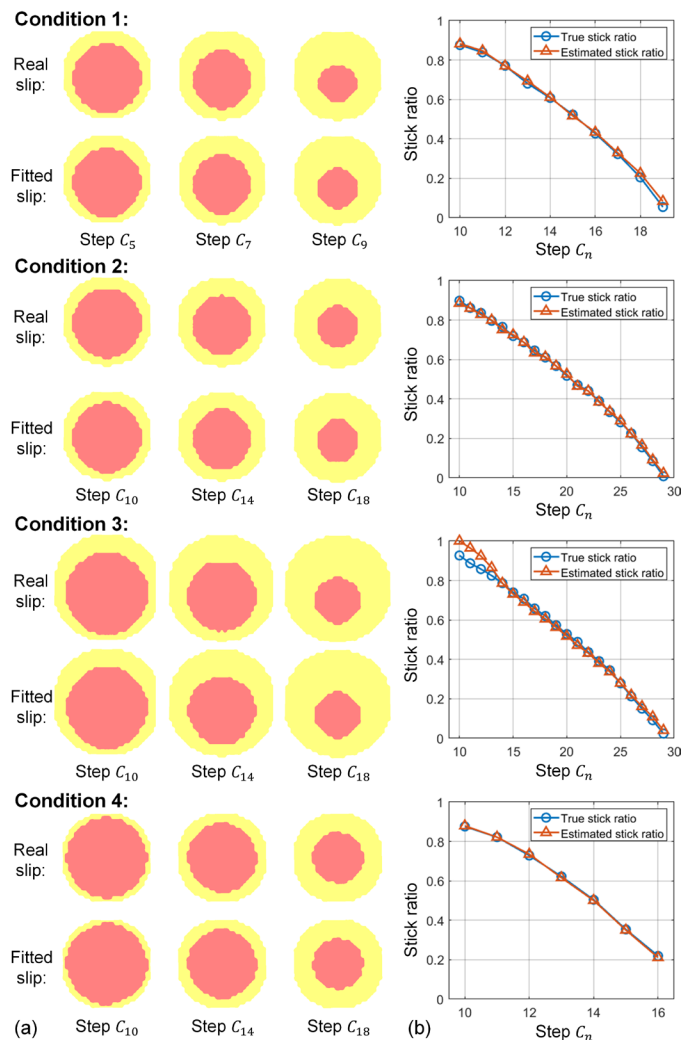 Condition 1:
Real slip:
Fitted slip:
Step C₅ Step C₇ Step C₉
Stick ratio
1
0.8
0.6
0.4
0.2
0
10 12 14 16 18
Step Cₙ
True stick ratio
Estimated stick ratio
Condition 2:
Real slip:
Fitted slip:
Step C₁₀ Step C₁₄ Step C₁₈
Stick ratio
1
0.8
0.6
0.4
0.2
0
10 15 20 25 30
Step Cₙ
True stick ratio
Estimated stick ratio
Condition 3:
Real slip:
Fitted slip:
Step C₁₀ Step C₁₄ Step C₁₈
Stick ratio
1
0.8
0.6
0.4
0.2
0
10 15 20 25 30
Step Cₙ
True stick ratio
Estimated stick ratio
Condition 4:
Real slip:
Fitted slip:
Step C₁₀ Step C₁₄ Step C₁₈
Stick ratio
1
0.8
0.6
0.4
0.2
0
10 12 14 16
Step Cₙ
True stick ratio
Estimated stick ratio
(a) (b)